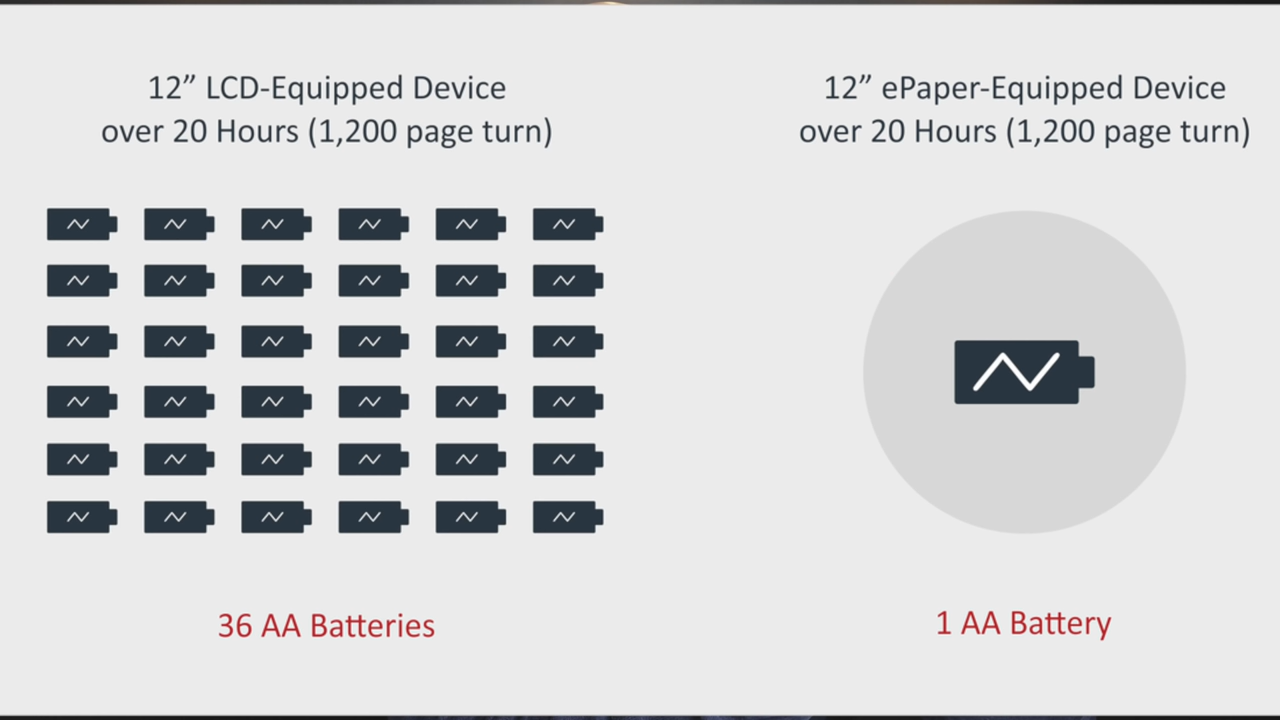 12” LCD-Equipped Device
over 20 Hours (1,200 page turn)
36 AA Batteries
12” ePaper-Equipped Device
over 20 Hours (1,200 page turn)
1 AA Battery